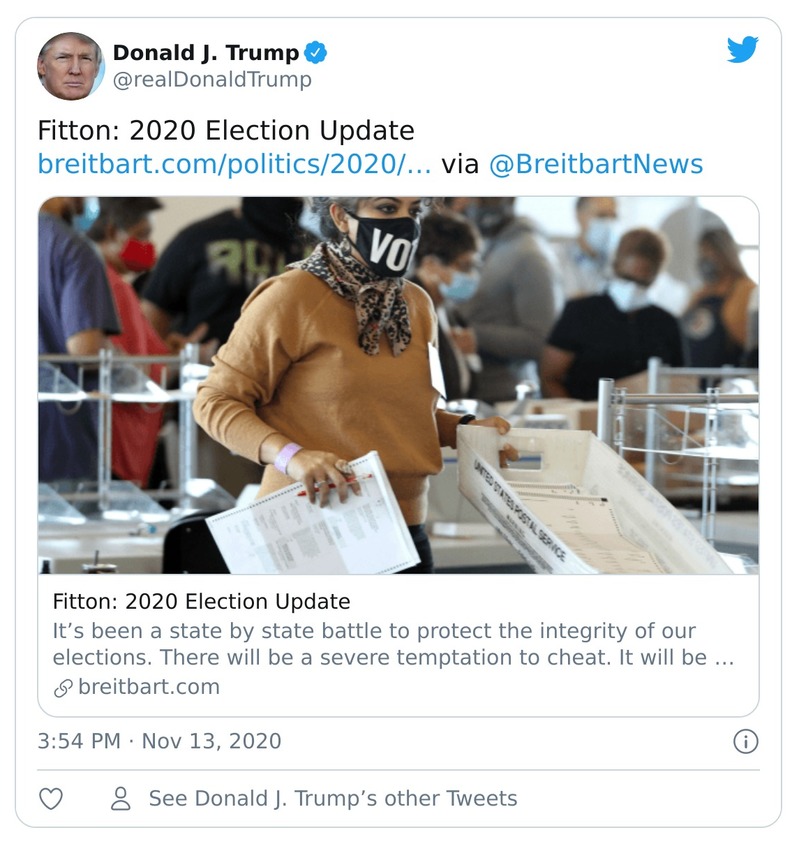 Donald J. Trump
@realDonaldTrump
Fitton: 2020 Election Update
breitbart.com/politics/2020/… via @BreitbartNews
VO
UNITED STATES POSTAL SERVICE
Fitton: 2020 Election Update
It’s been a state by state battle to protect the integrity of our
elections. There will be a severe temptation to cheat. It will be …
breitbart.com
3:54 PM · Nov 13, 2020
See Donald J. Trump’s other Tweets